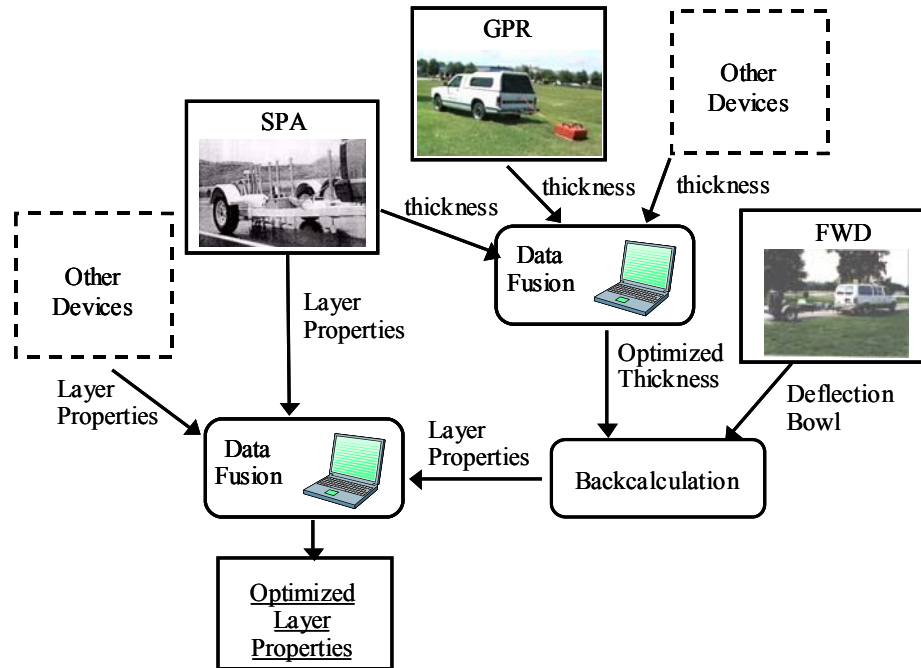 GPR
Other
Devices
SPA
thickness
thickness
thickness
FWD
Other
Devices
Data
Fusion
Layer
Properties
Optimized
Thickness
Layer
Properties
Deflection
Bowl
Data
Fusion
Layer
Properties
Backcalculation
Optimized
Layer
Properties